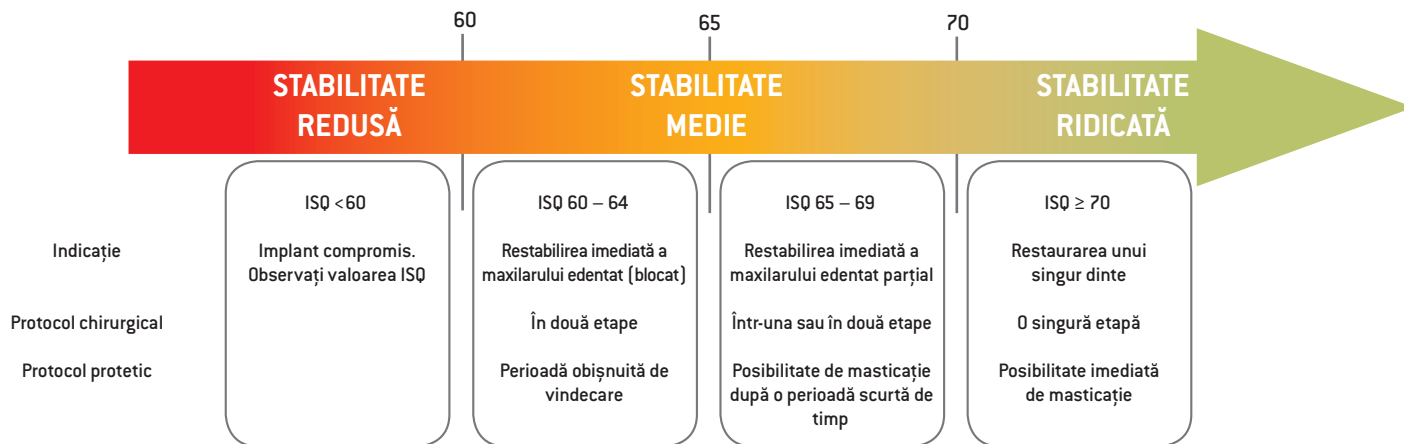 60
65
70
STABILITATE
REDUSĂ
STABILITATE
MEDIE
STABILITATE
RIDICATĂ
ISQ <60
ISQ 60 – 64
ISQ 65 – 69
ISQ ≥ 70
Indicație
Implant compromis.
Observați valoarea ISQ
Restabilirea imediată a
maxilarului edentat (blocat)
Restabilirea imediată a
maxilarului edentat parțial
Restaurarea unui
singur dinte
Protocol chirurgical
În două etape
Într-una sau în două etape
O singură etapă
Protocol protetic
Perioadă obișnuită de
vindecare
Posibilitate de masticație
după o perioadă scurtă de
timp
Posibilitate imediată
de masticație